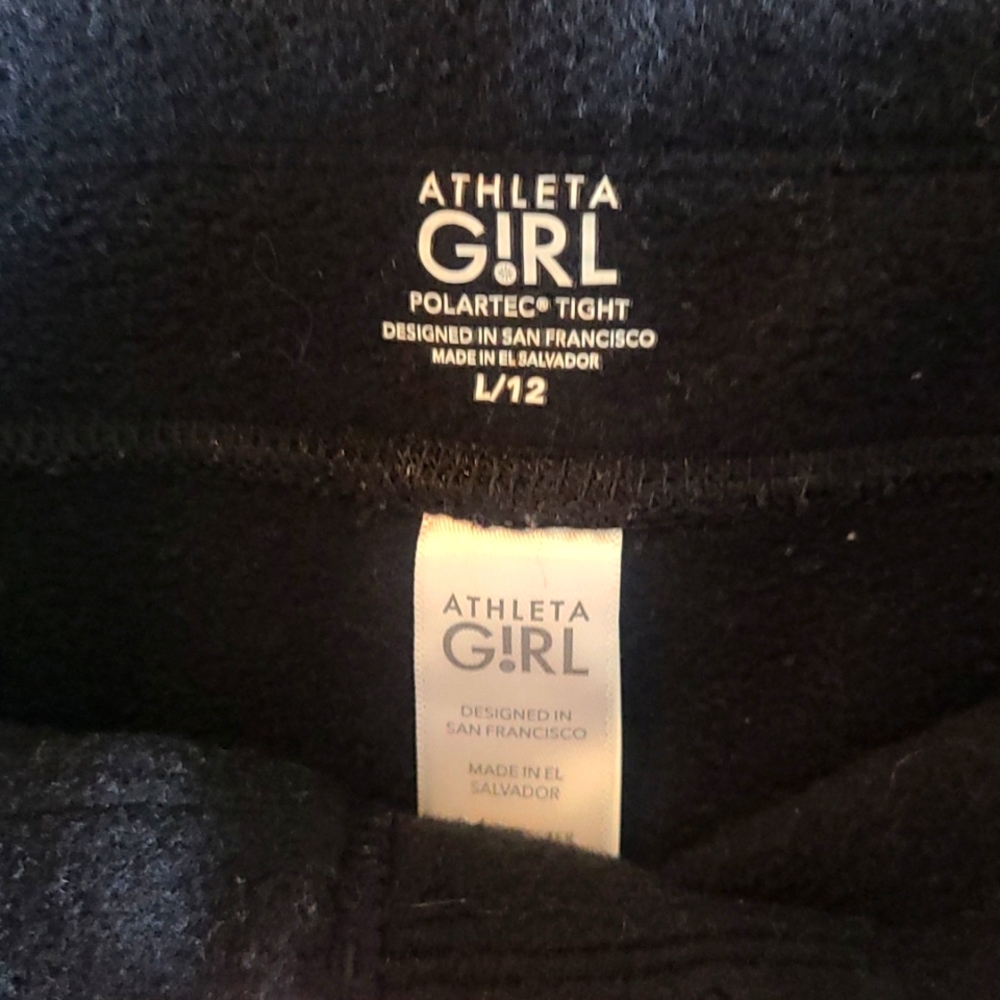 ATHLETA
G!RL
POLARTEC® TIGHT
DESIGNED IN SAN FRANCISCO
MADE IN EL SALVADOR
L/12
ATHLETA
G!RL
DESIGNED IN
SAN FRANCISCO
MADE IN EL
SALVADOR